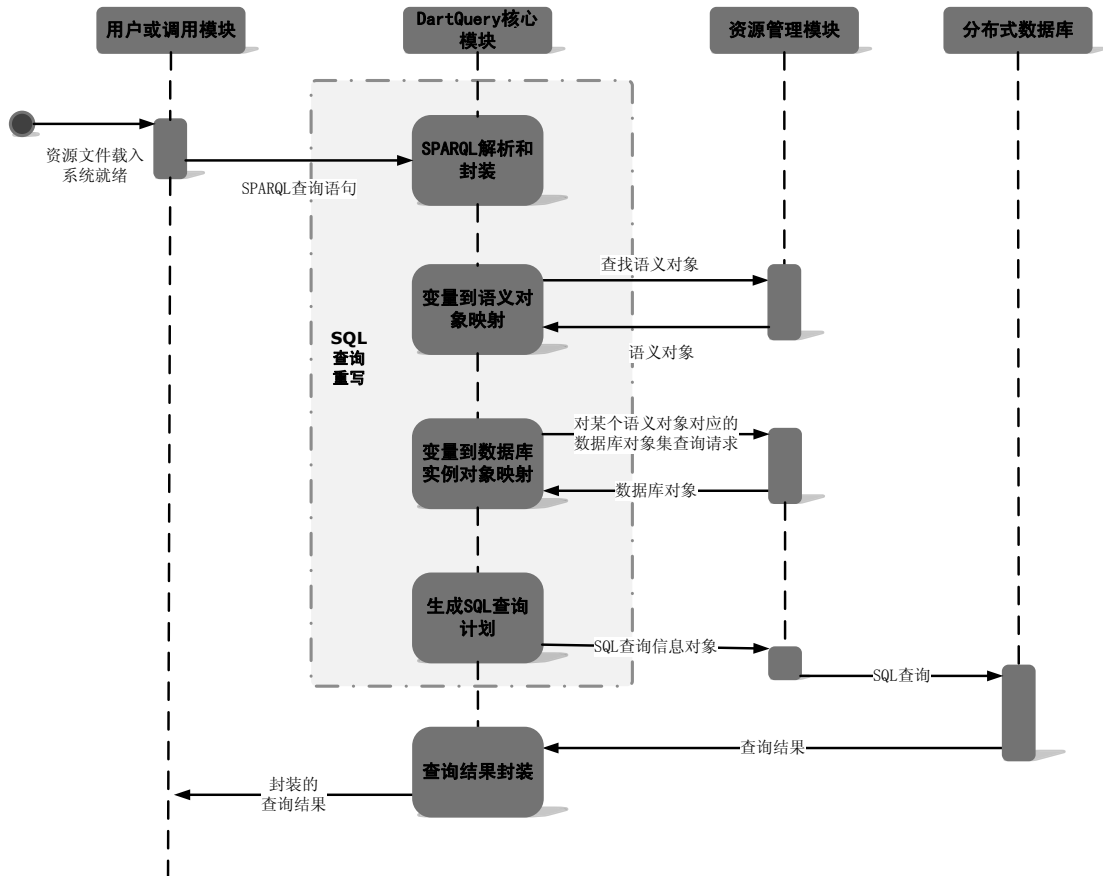 用户或调用模块
DartQuery核心
模块
资源管理模块
分布式数据库
资源文件载入
系统就绪
SPARQL解析和
封装
SPARQL查询语句
查找语义对象
变量到语义对
象映射
语义对象
SQL
查询
重写
对某个语义对象对应的
数据库对象集查询请求
变量到数据库
实例对象映射
数据库对象
生成SQL查询
计划
SQL查询信息对象
SQL查询
查询结果
查询结果封装
封装的
查询结果